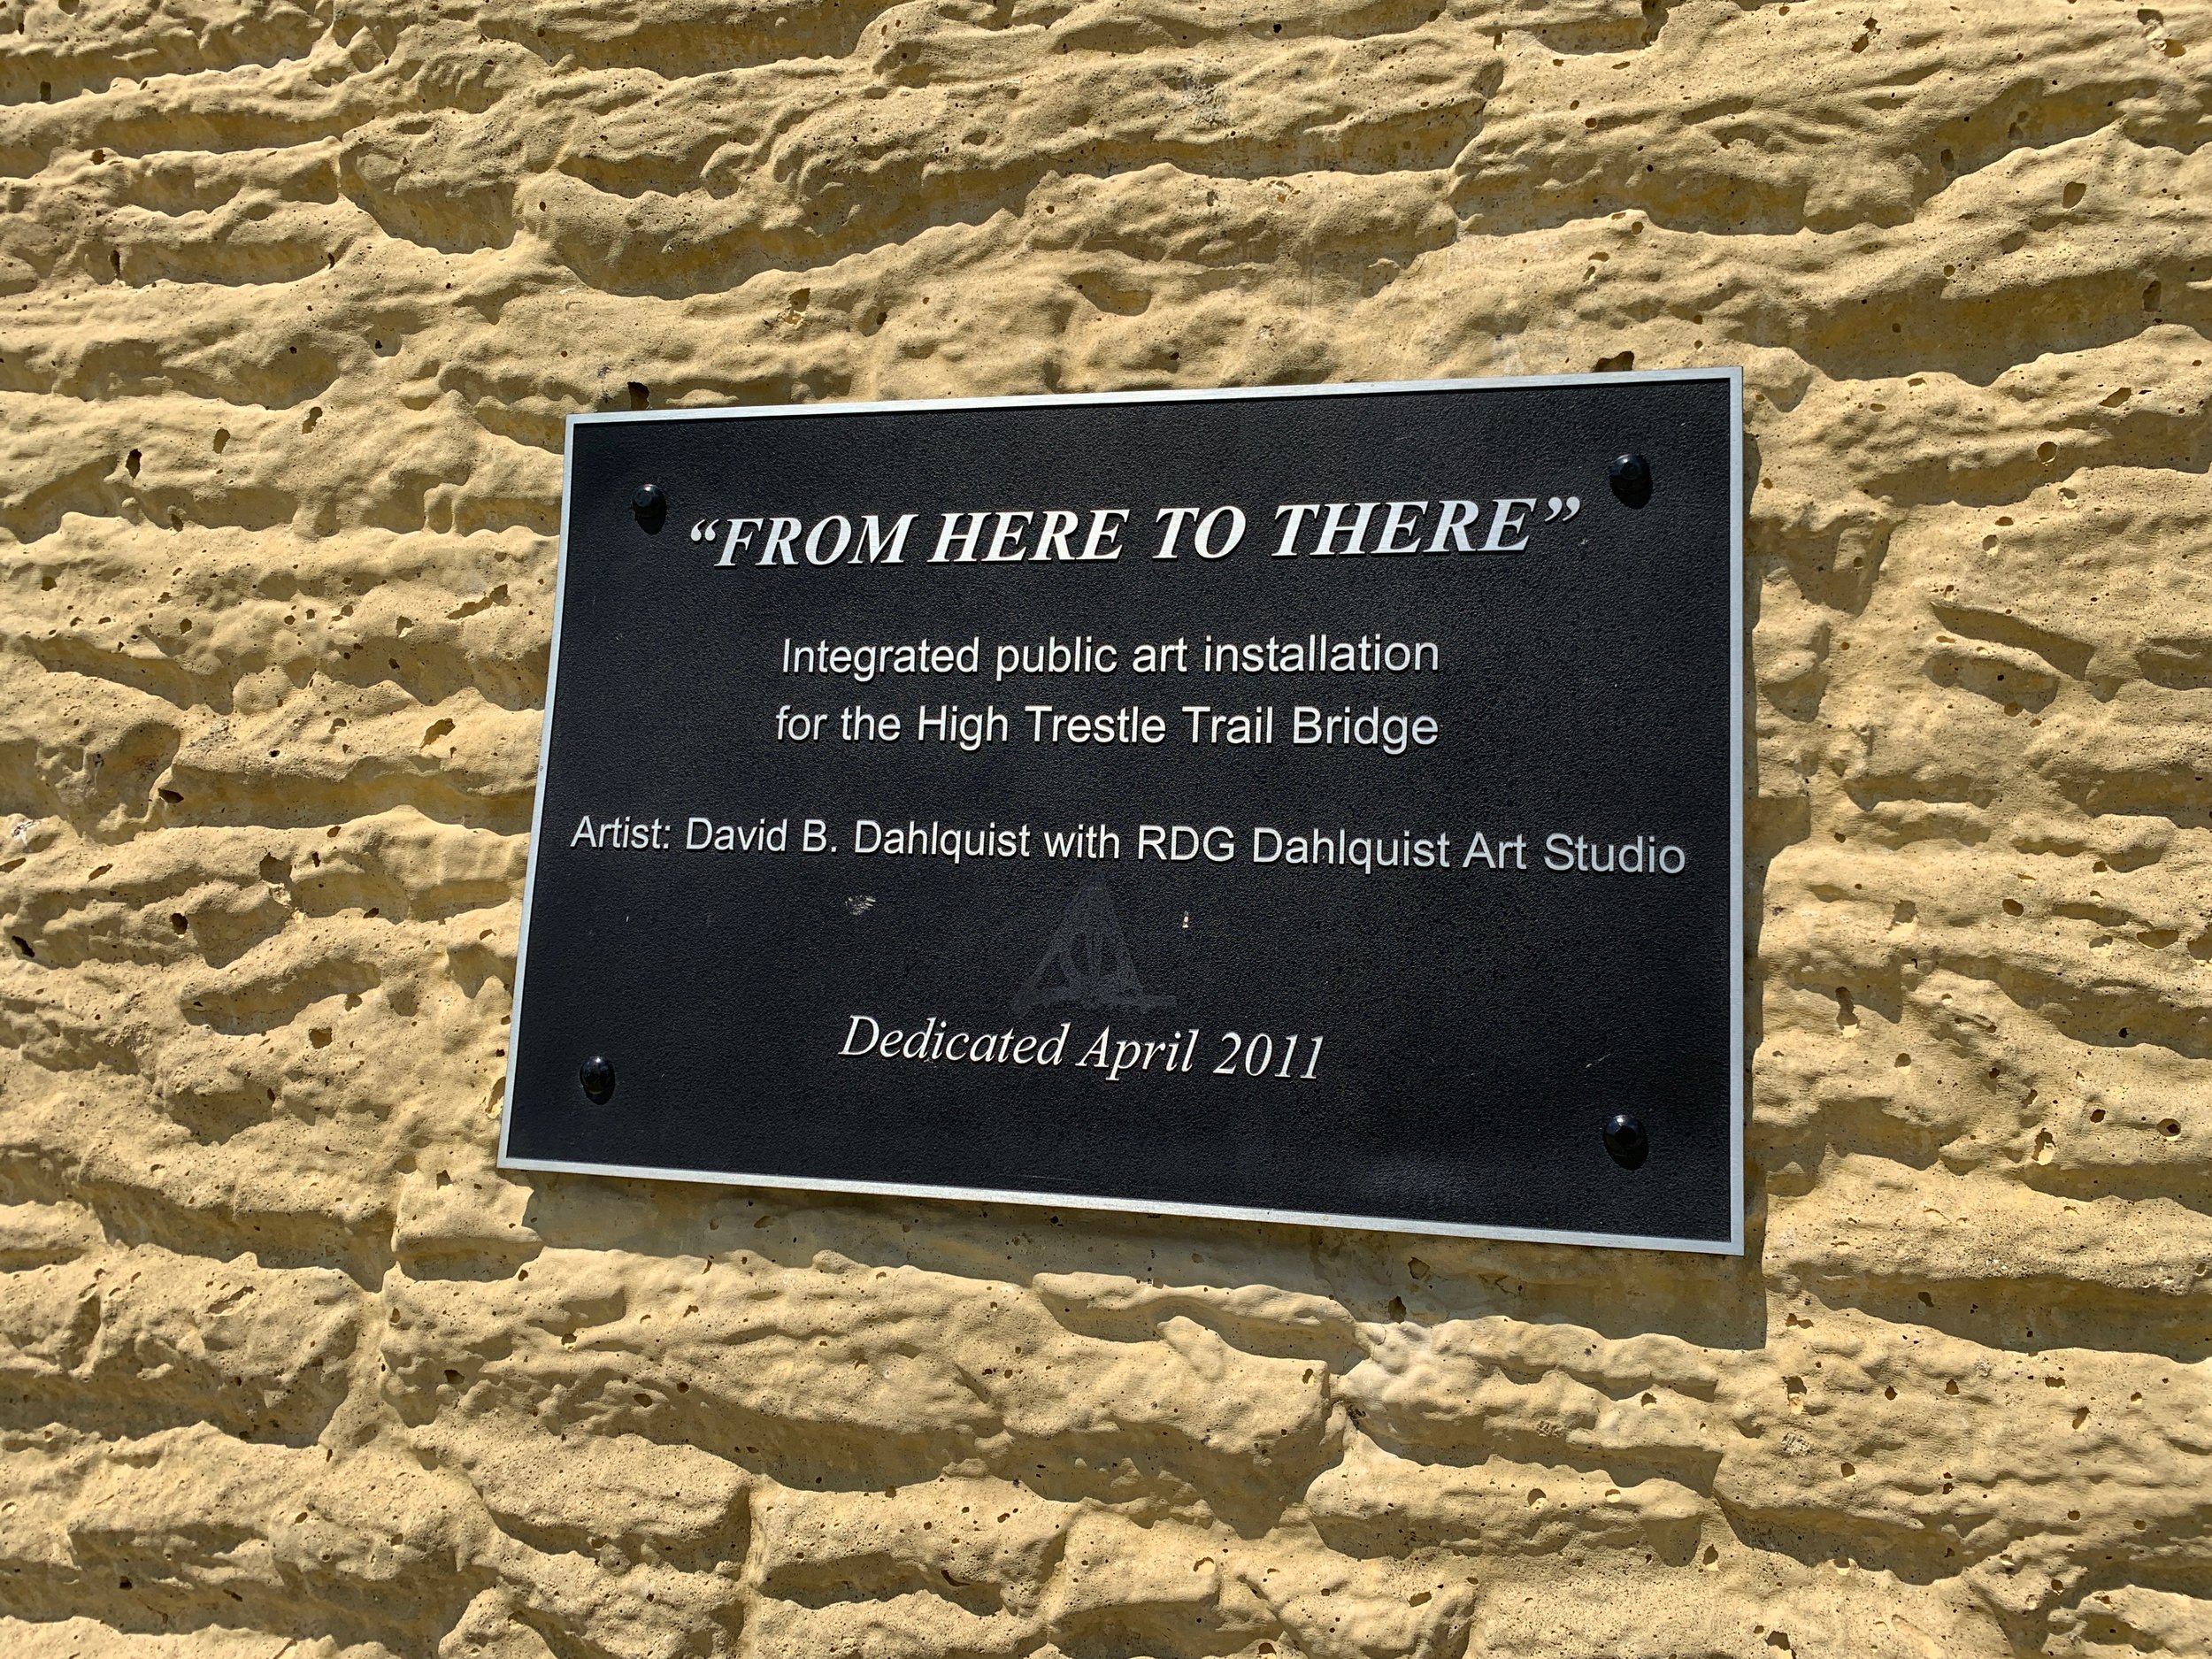 “FROM HERE TO THERE”
Integrated public art installation
for the High Trestle Trail Bridge
Artist: David B. Dahlquist with RDG Dahlquist Art Studio
Dedicated April 2011